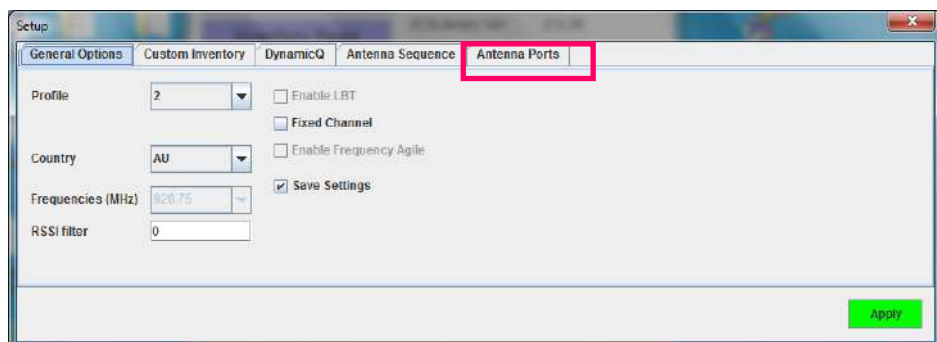 Setup
General Options Custom Inventory DynamicQ Antenna Sequence Antenna Ports
Profile 2 Enable LBT
Fixed Channel
Country AU Enable Frequency Agile
Save Settings
Frequencies (MHz) 920.75
RSSI filter 0
Apply